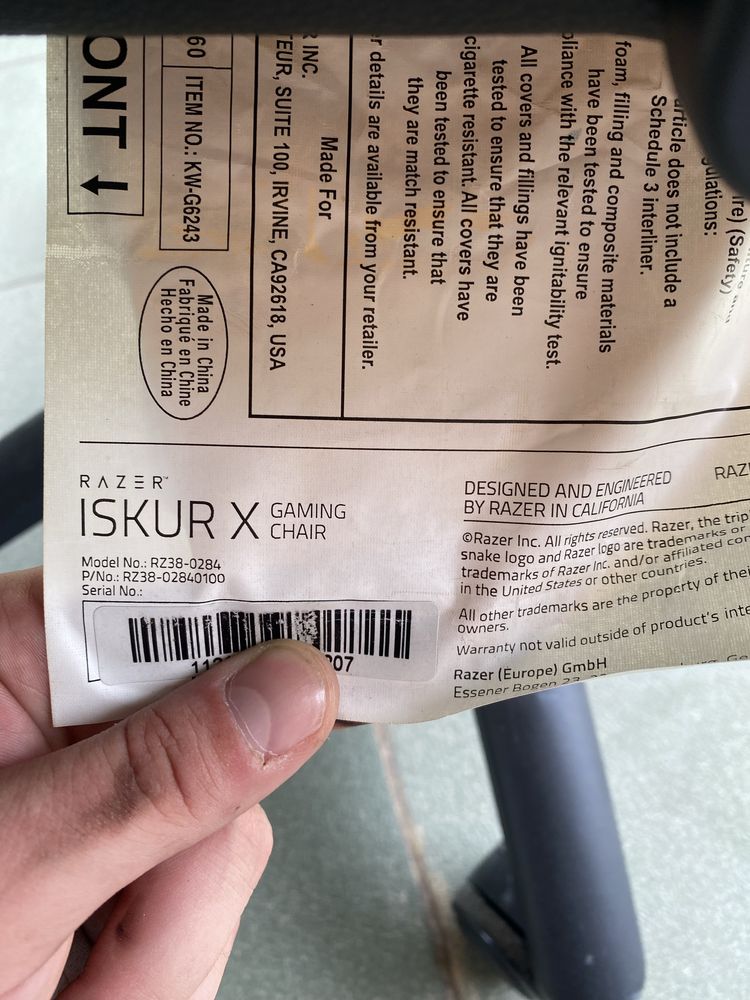 ONT
60 ITEM NO.: KW-G6243
Made in China
Fabriqué en Chine
Hecho en China
Made For
INC.
TEUR, SUITE 100, IRVINE, CA92618, USA
ire) (Safety)
ulations:
article does not include a
Schedule 3 interliner.
foam, filling and composite materials
have been tested to ensure
pliance with the relevant ignitability test.
All covers and fillings have been
tested to ensure that they are
cigarette resistant. All covers have
been tested to ensure that
they are match resistant.
r details are available from your retailer.
RAZER™
ISKUR X GAMING
CHAIR
Model No.: RZ38-0284
P/No.: RZ38-02840100
Serial No.:
DESIGNED AND ENGINEERED
BY RAZER IN CALIFORNIA
RAZ
©Razer Inc. All rights reserved. Razer, the trip
snake logo and Razer logo are trademarks or
trademarks of Razer Inc. and/or affiliated com
in the United States or other countries.
All other trademarks are the property of thei
owners.
Warranty not valid outside of product's inte
Razer (Europe) GmbH
Essener Bogen 23